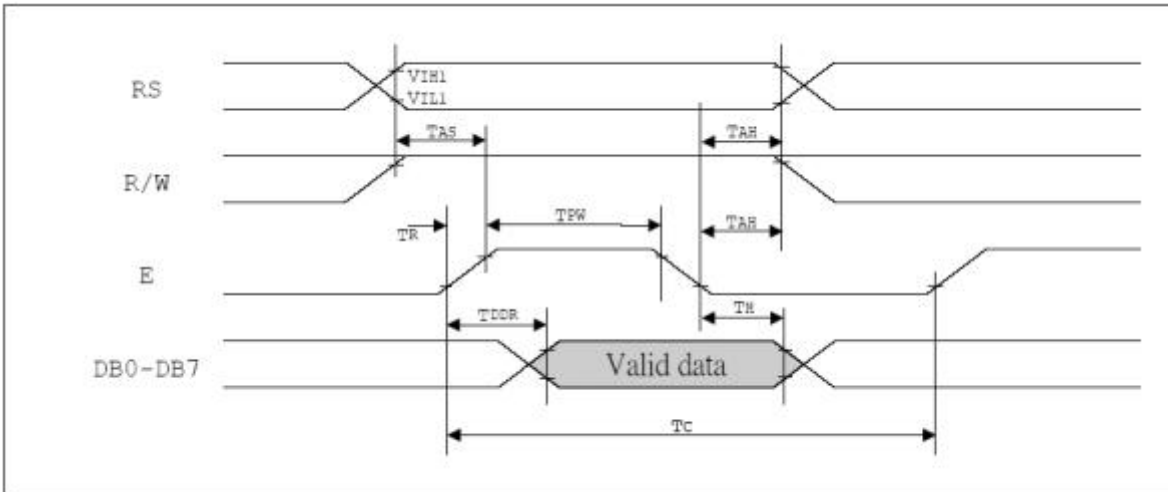 RS
VIH1
VIL1
TAS
TAH
R/W
TPW
TR
TAH
E
TDDR
TH
DB0-DB7
Valid data
TC